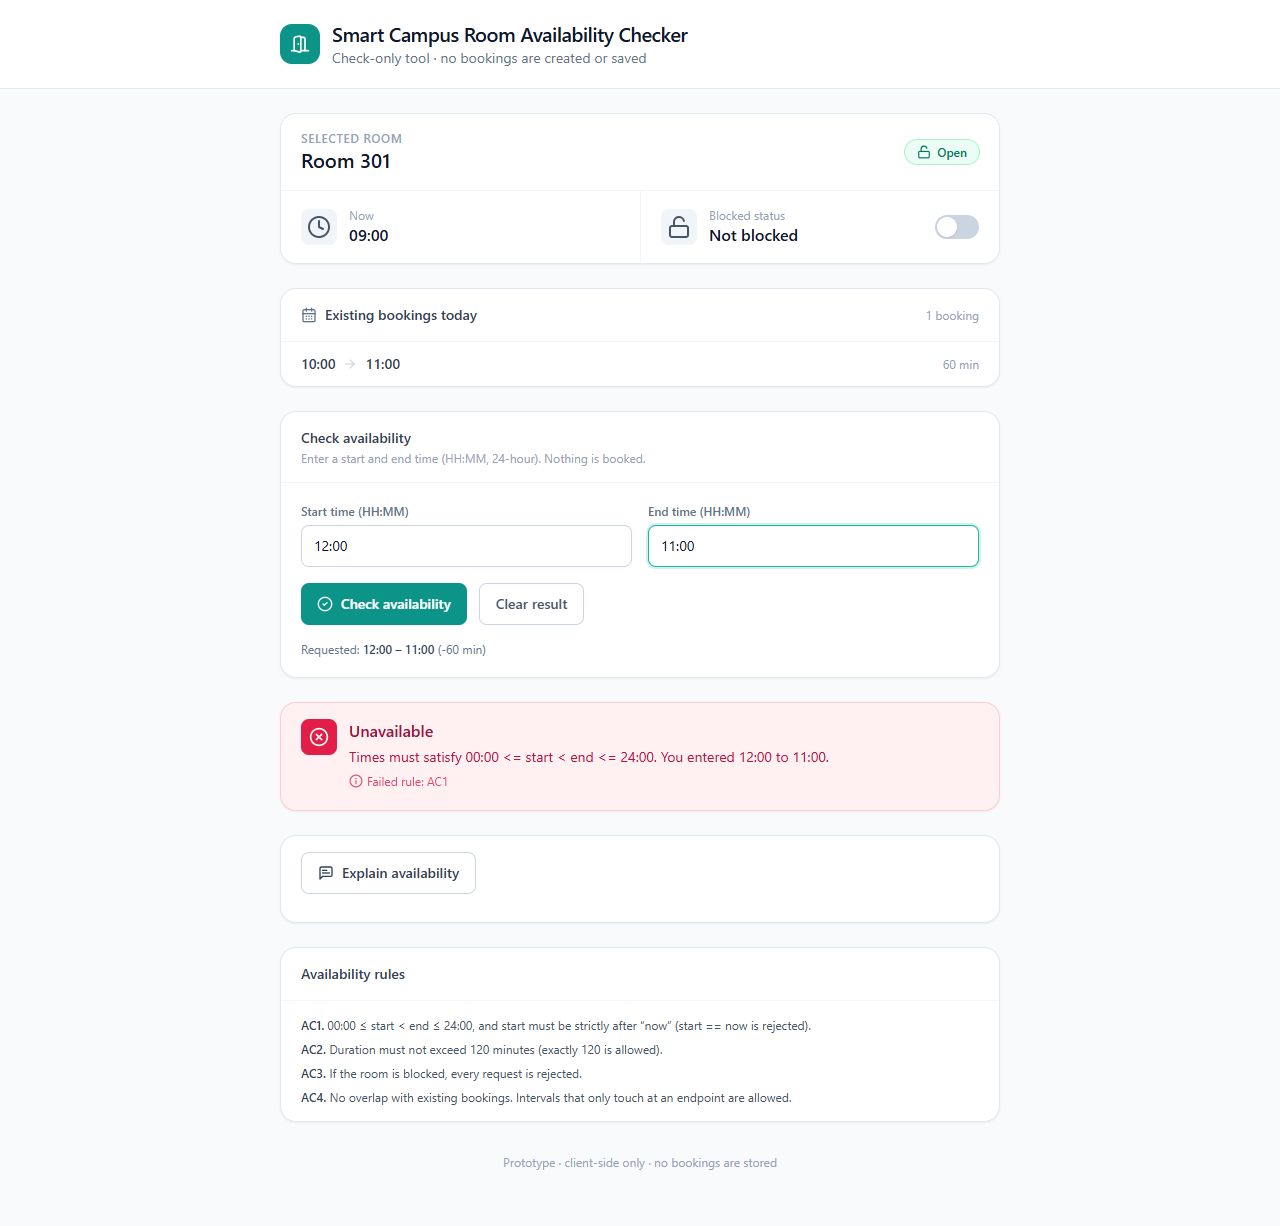 Smart Campus Room Availability Checker
Check-only tool · no bookings are created or saved
SELECTED ROOM
Room 301
Open
Now
09:00
Blocked status
Not blocked
Existing bookings today
1 booking
10:00 → 11:00
60 min
Check availability
Enter a start and end time (HH:MM, 24-hour). Nothing is booked.
Start time (HH:MM)
End time (HH:MM)
12:00
11:00
Check availability
Clear result
Requested: 12:00 – 11:00 (-60 min)
Unavailable
Times must satisfy 00:00 <= start < end <= 24:00. You entered 12:00 to 11:00.
Failed rule: AC1
Explain availability
Availability rules
AC1. 00:00 ≤ start < end ≤ 24:00, and start must be strictly after “now” (start == now is rejected).
AC2. Duration must not exceed 120 minutes (exactly 120 is allowed).
AC3. If the room is blocked, every request is rejected.
AC4. No overlap with existing bookings. Intervals that only touch at an endpoint are allowed.
Prototype · client-side only · no bookings are stored